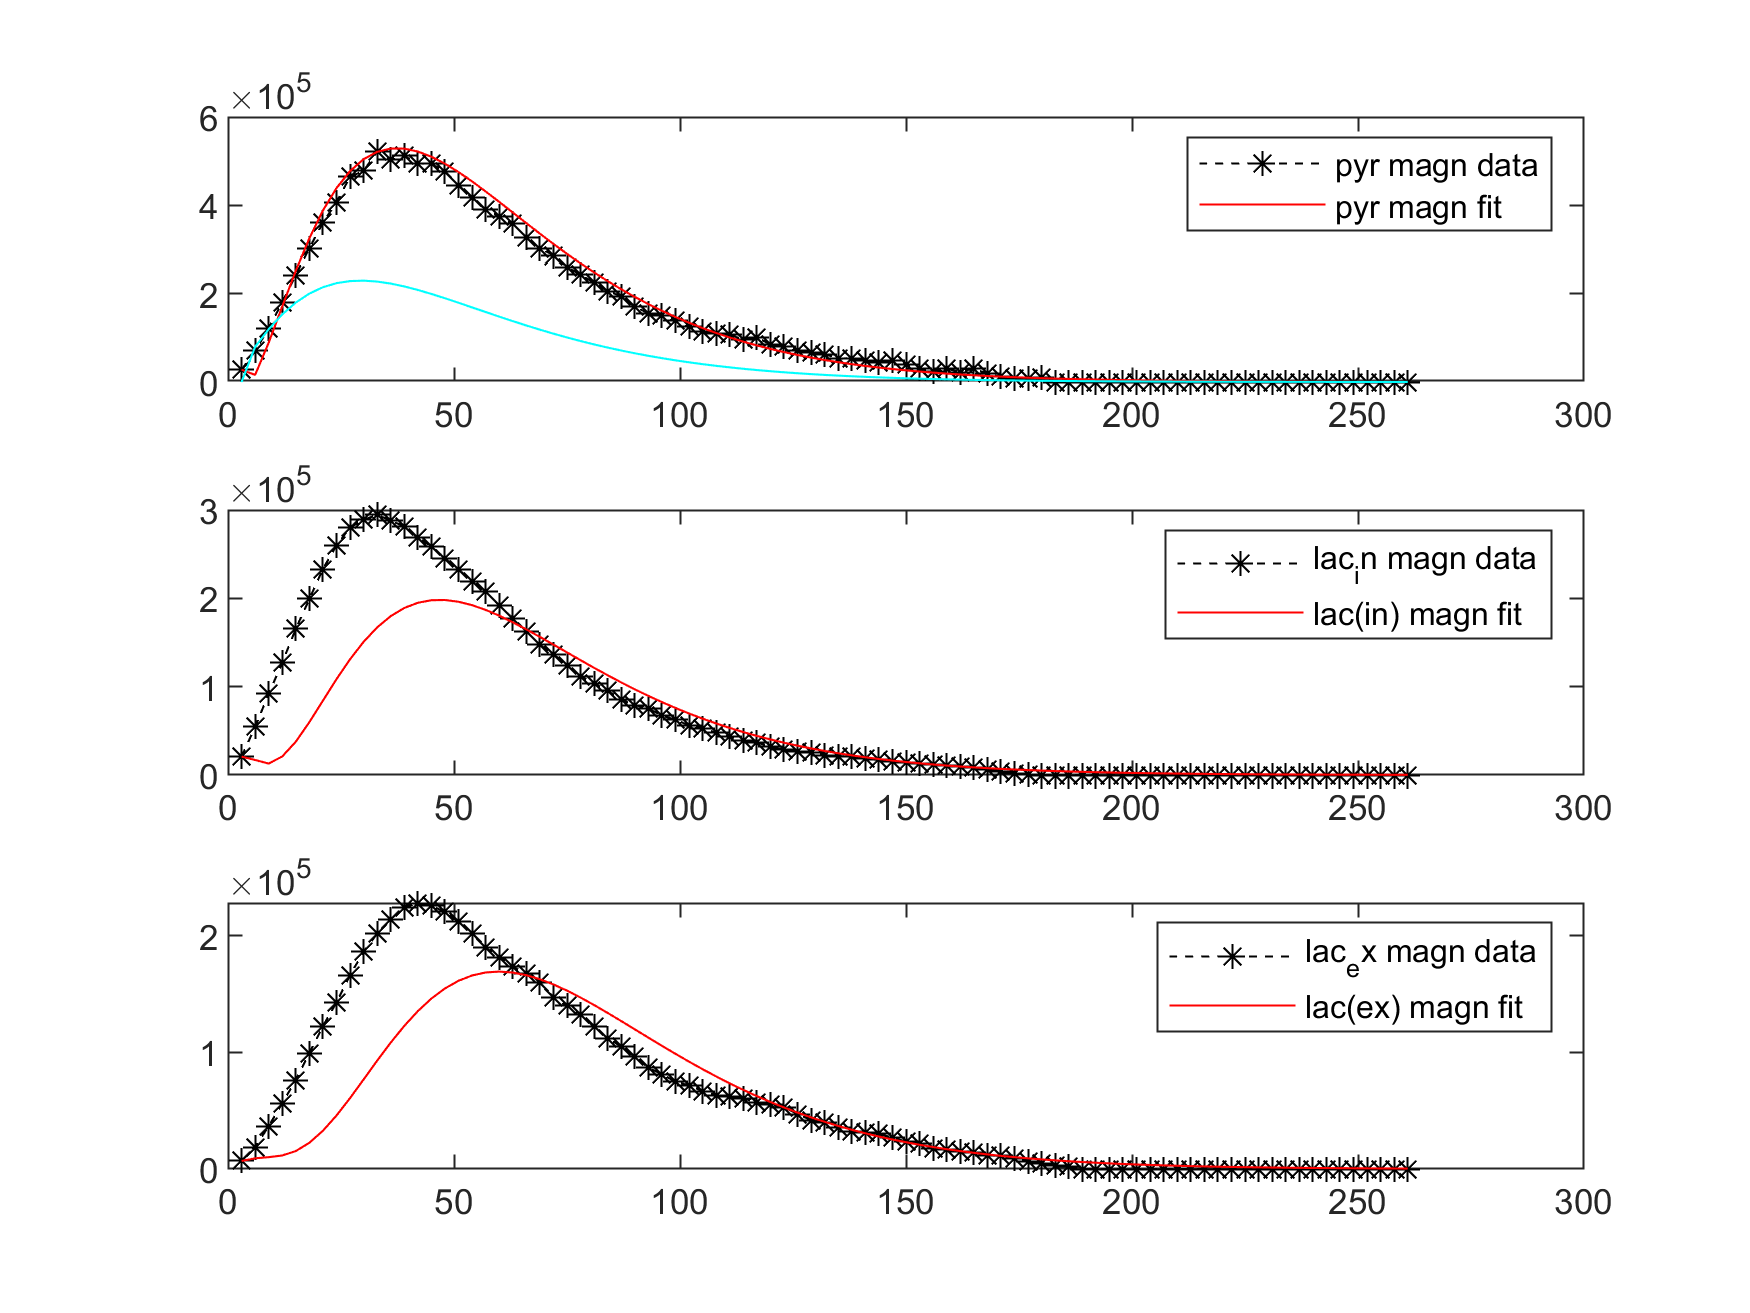 ×10^5
6
4
2
0
0 50 100 150 200 250 300
pyr magn data
pyr magn fit
×10^5
3
2
1
0
0 50 100 150 200 250 300
lac_in magn data
lac(in) magn fit
×10^5
2
1
0
0 50 100 150 200 250 300
lac_ex magn data
lac(ex) magn fit